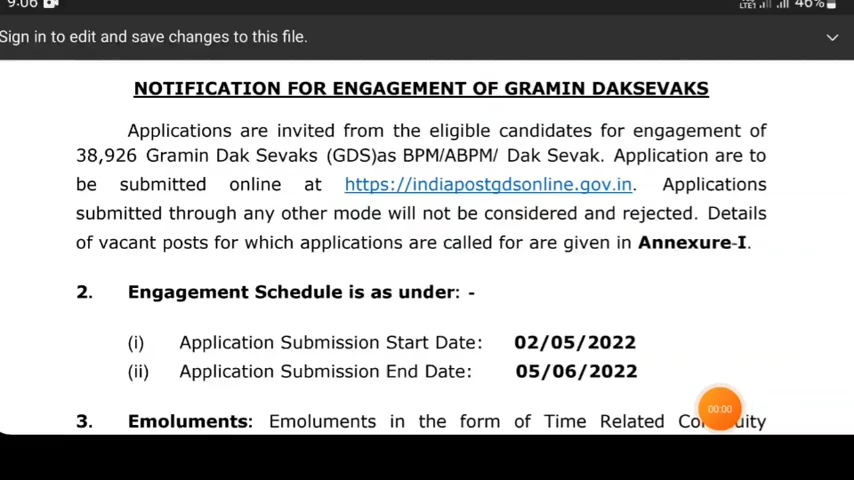 9:06
46%
Sign in to edit and save changes to this file.
NOTIFICATION FOR ENGAGEMENT OF GRAMIN DAKSEVAKS
Applications are invited from the eligible candidates for engagement of
38,926 Gramin Dak Sevaks (GDS)as BPM/ABPM/ Dak Sevak. Application are to
be submitted online at https://indiapostgdsonline.gov.in. Applications
submitted through any other mode will not be considered and rejected. Details
of vacant posts for which applications are called for are given in Annexure-I.
2. Engagement Schedule is as under: -
(i) Application Submission Start Date: 02/05/2022
(ii) Application Submission End Date: 05/06/2022
00:00
3. Emoluments: Emoluments in the form of Time Related